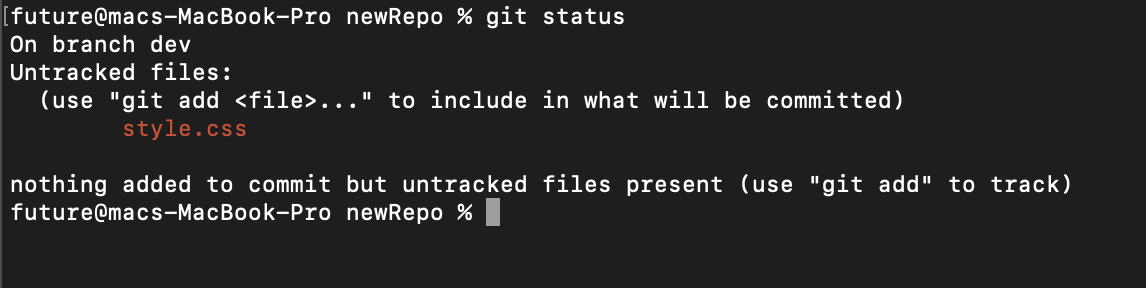 [future@macs-MacBook-Pro newRepo % git status
On branch dev
Untracked files:
  (use "git add <file>..." to include in what will be committed)
        style.css

nothing added to commit but untracked files present (use "git add" to track)
future@macs-MacBook-Pro newRepo %